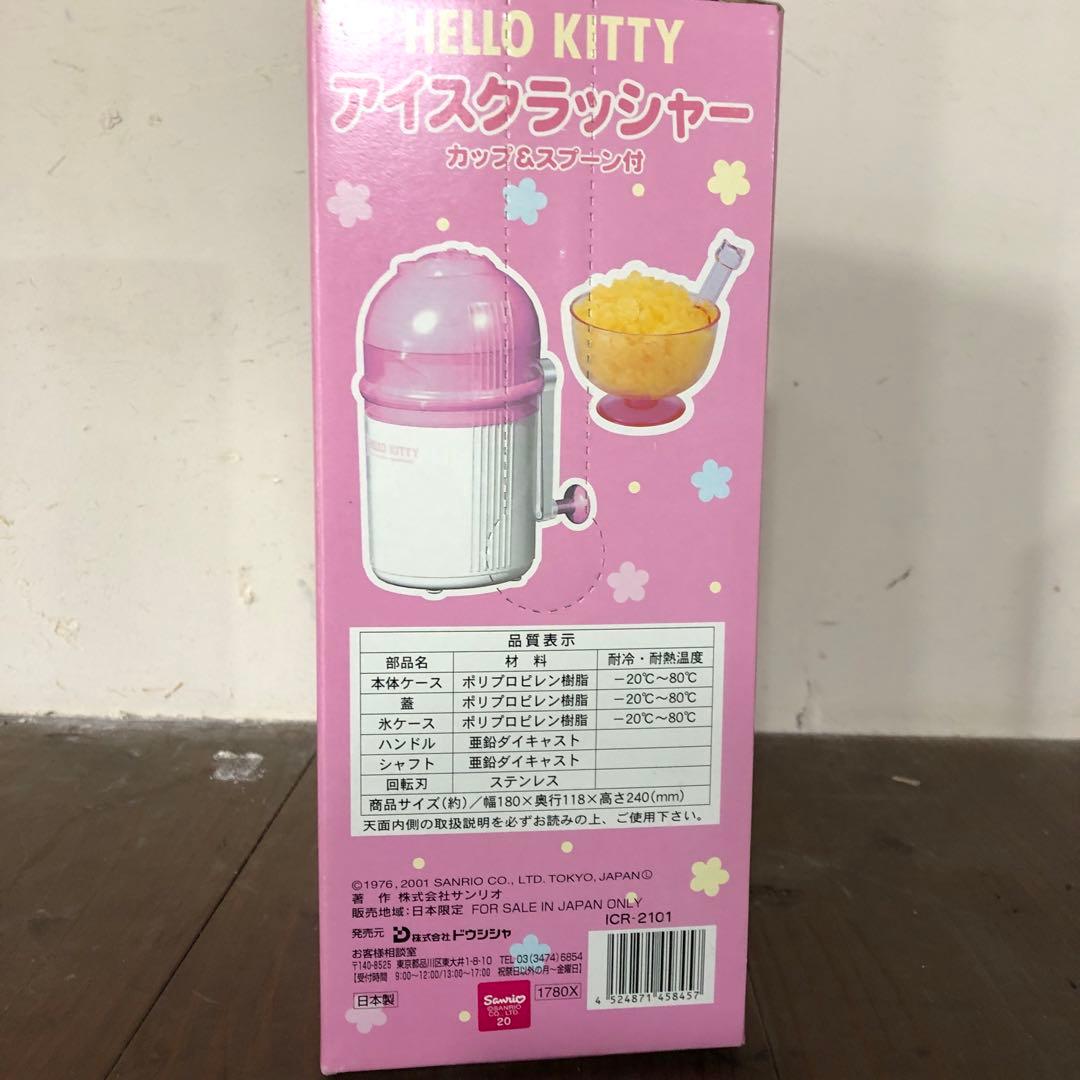 HELLO KITTY
アイスクラッシャー
カップ&スプーン付
HELLO KITTY
品質表示
部品名 材 料 耐冷・耐熱温度
本体ケース ポリプロピレン樹脂 −20℃〜80℃
蓋 ポリプロピレン樹脂 −20℃〜80℃
氷ケース ポリプロピレン樹脂 −20℃〜80℃
ハンドル 亜鉛ダイキャスト
シャフト 亜鉛ダイキャスト
回転刃 ステンレス
商品サイズ(約)/幅180×奥行118×高さ240(mm)
天面内側の取扱説明を必ずお読みの上、ご使用下さい。
©1976, 2001 SANRIO CO., LTD. TOKYO, JAPAN Ⓛ
著 作 株式会社サンリオ
販売地域:日本限定 FOR SALE IN JAPAN ONLY
ICR-2101
発売元 株式会社ドウシシャ
お客様相談室 TEL 03(3474)6854
〒140-8525 東京都品川区東大井1-8-10
【受付時間 9:00〜12:00/13:00〜17:00 祝祭日以外の月〜金曜日】
日本製
Sanrio
©SANRIO CO., LTD.
20
1780X
4 524871 458457